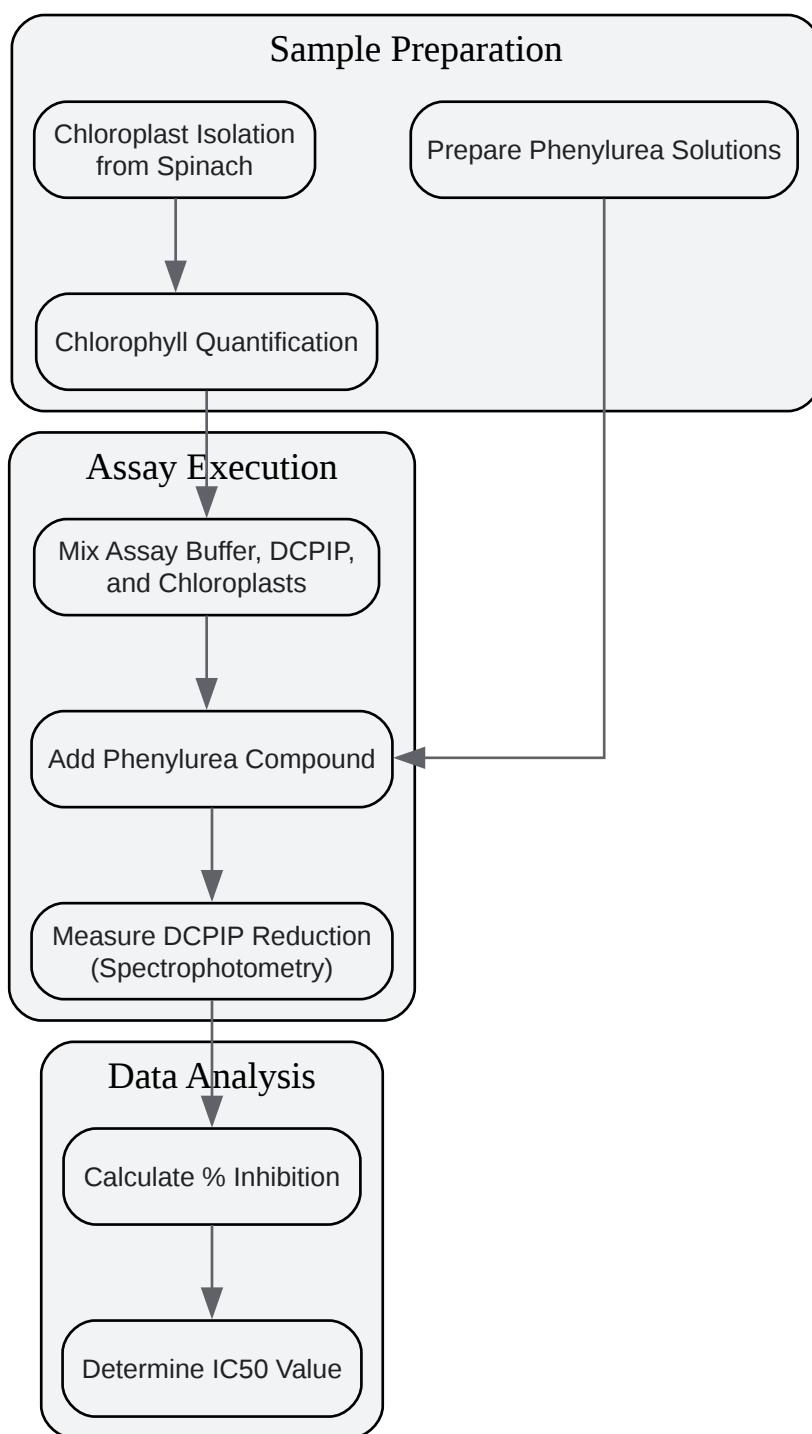 Sample Preparation
Chloroplast Isolation
from Spinach
Prepare Phenylurea Solutions
Chlorophyll Quantification
Assay Execution
Mix Assay Buffer, DCPIP,
and Chloroplasts
Add Phenylurea Compound
Measure DCPIP Reduction
(Spectrophotometry)
Data Analysis
Calculate % Inhibition
Determine IC50 Value